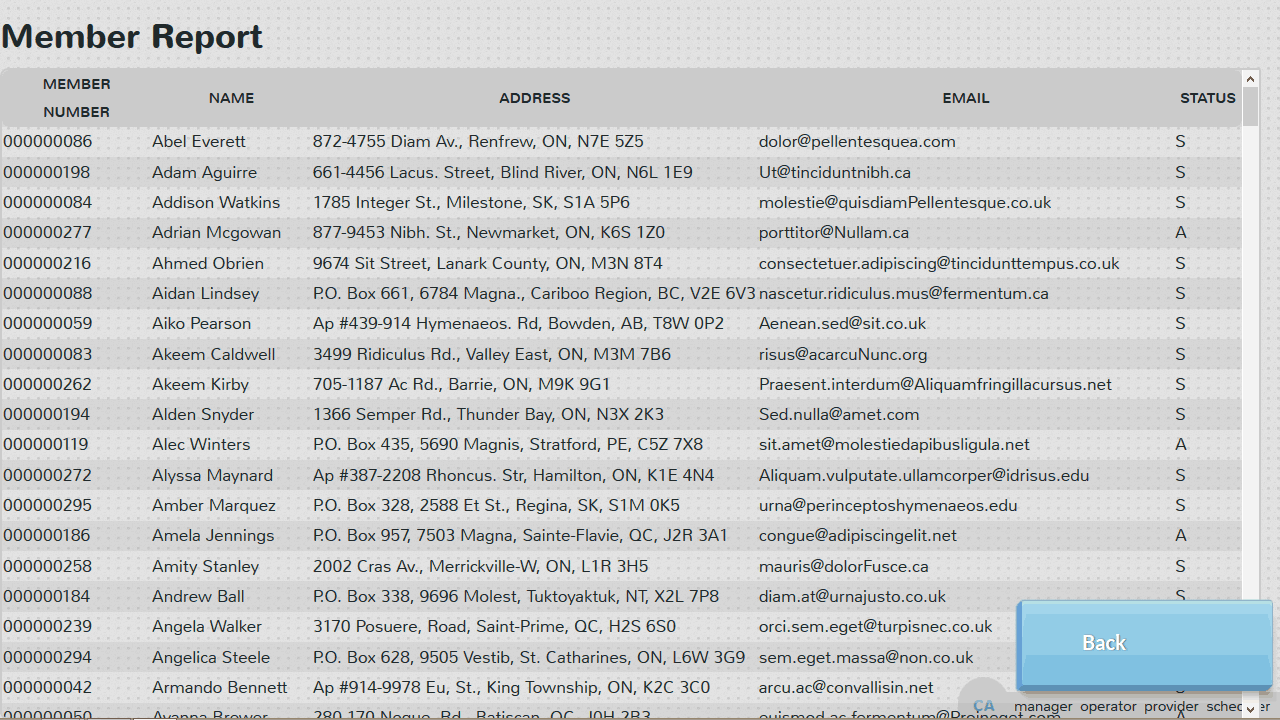 Member Report
MEMBER NUMBER NAME ADDRESS EMAIL STATUS
000000086 Abel Everett 872-4755 Diam Av., Renfrew, ON, N7E 5Z5 dolor@pellentesquea.com S
000000198 Adam Aguirre 661-4456 Lacus. Street, Blind River, ON, N6L 1E9 Ut@tinciduntnibh.ca S
000000084 Addison Watkins 1785 Integer St., Milestone, SK, S1A 5P6 molestie@quisdiamPellentesque.co.uk S
000000277 Adrian Mcgowan 877-9453 Nibh. St., Newmarket, ON, K6S 1Z0 porttitor@Nullam.ca A
000000216 Ahmed Obrien 9674 Sit Street, Lanark County, ON, M3N 8T4 consectetuer.adipiscing@tincidunttempus.co.uk S
000000088 Aidan Lindsey P.O. Box 661, 6784 Magna., Cariboo Region, BC, V2E 6V3 nascetur.ridiculus.mus@fermentum.ca S
000000059 Aiko Pearson Ap #439-914 Hymenaeos. Rd, Bowden, AB, T8W 0P2 Aenean.sed@sit.co.uk S
000000083 Akeem Caldwell 3499 Ridiculus Rd., Valley East, ON, M3M 7B6 risus@acarcuNunc.org S
000000262 Akeem Kirby 705-1187 Ac Rd., Barrie, ON, M9K 9G1 Praesent.interdum@Aliquamfringillacursus.net S
000000194 Alden Snyder 1366 Semper Rd., Thunder Bay, ON, N3X 2K3 Sed.nulla@amet.com S
000000119 Alec Winters P.O. Box 435, 5690 Magnis, Stratford, PE, C5Z 7X8 sit.amet@molestiedapibusligula.net A
000000272 Alyssa Maynard Ap #387-2208 Rhoncus. Str, Hamilton, ON, K1E 4N4 Aliquam.vulputate.ullamcorper@idrisus.edu S
000000295 Amber Marquez P.O. Box 328, 2588 Et St., Regina, SK, S1M 0K5 urna@perinceptoshymenaeos.edu S
000000186 Amela Jennings P.O. Box 957, 7503 Magna, Sainte-Flavie, QC, J2R 3A1 congue@adipiscingelit.net A
000000258 Amity Stanley 2002 Cras Av., Merrickville-W, ON, L1R 3H5 mauris@dolorFusce.ca S
000000184 Andrew Ball P.O. Box 338, 9696 Molest, Tuktoyaktuk, NT, X2L 7P8 diam.at@urnajusto.co.uk S
000000239 Angela Walker 3170 Posuere, Road, Saint-Prime, QC, H2S 6S0 orci.sem.eget@turpisnec.co.uk
000000294 Angelica Steele P.O. Box 628, 9505 Vestib, St. Catharines, ON, L6W 3G9 sem.eget.massa@non.co.uk
Back
000000042 Armando Bennett Ap #914-9978 Eu, St., King Township, ON, K2C 3C0 arcu.ac@convallisin.net
CA manager operator provider
000000050 Avanna Brewer 280-170 Neque. Rd., Batiscan, QC, J0H 2B3